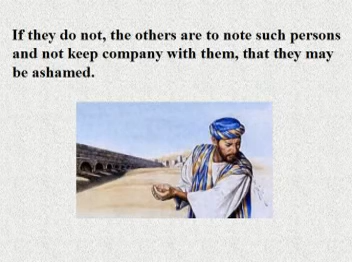 If they do not, the others are to note such persons
and not keep company with them, that they may
be ashamed.